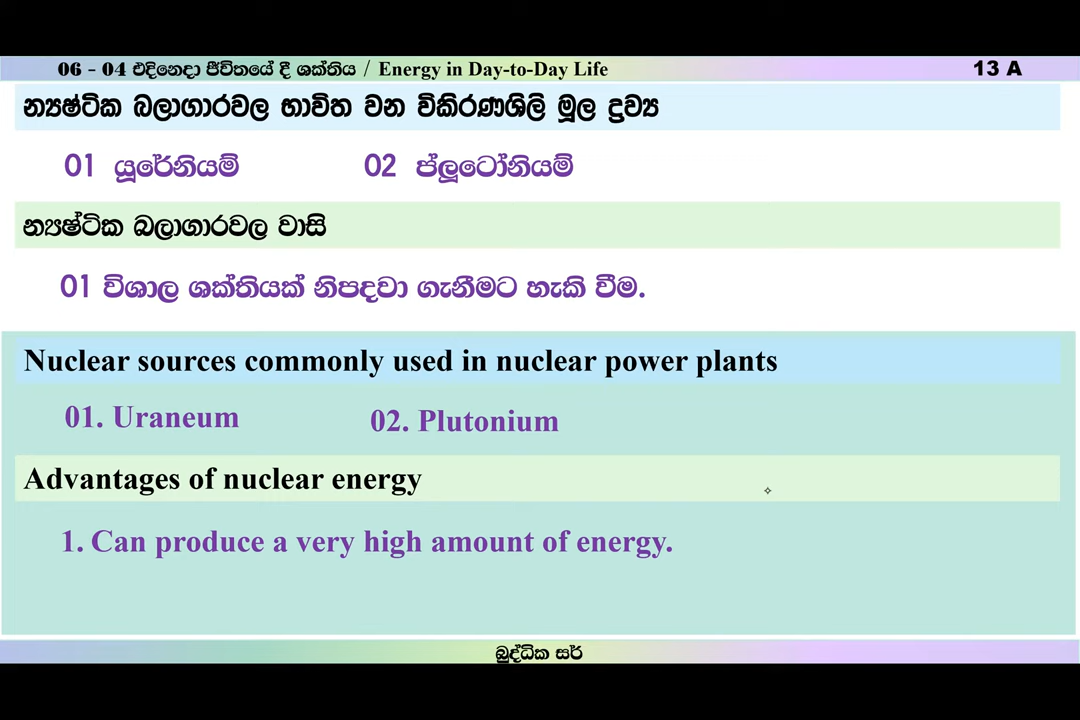 06 – 04 එදිනෙදා ජීවිතයේ දී ශක්තිය / Energy in Day-to-Day Life 13 A
න්‍යෂ්ටික බලාගාරවල භාවිත වන විකිරණශිලි මූල ද්‍රව්‍ය
01 යූරේනියම් 02 ප්ලූටෝනියම්
න්‍යෂ්ටික බලාගාරවල වාසි
01 විශාල ශක්තියක් නිපදවා ගැනීමට හැකි වීම.
Nuclear sources commonly used in nuclear power plants
01. Uraneum 02. Plutonium
Advantages of nuclear energy
1. Can produce a very high amount of energy.
බුද්ධික සර්